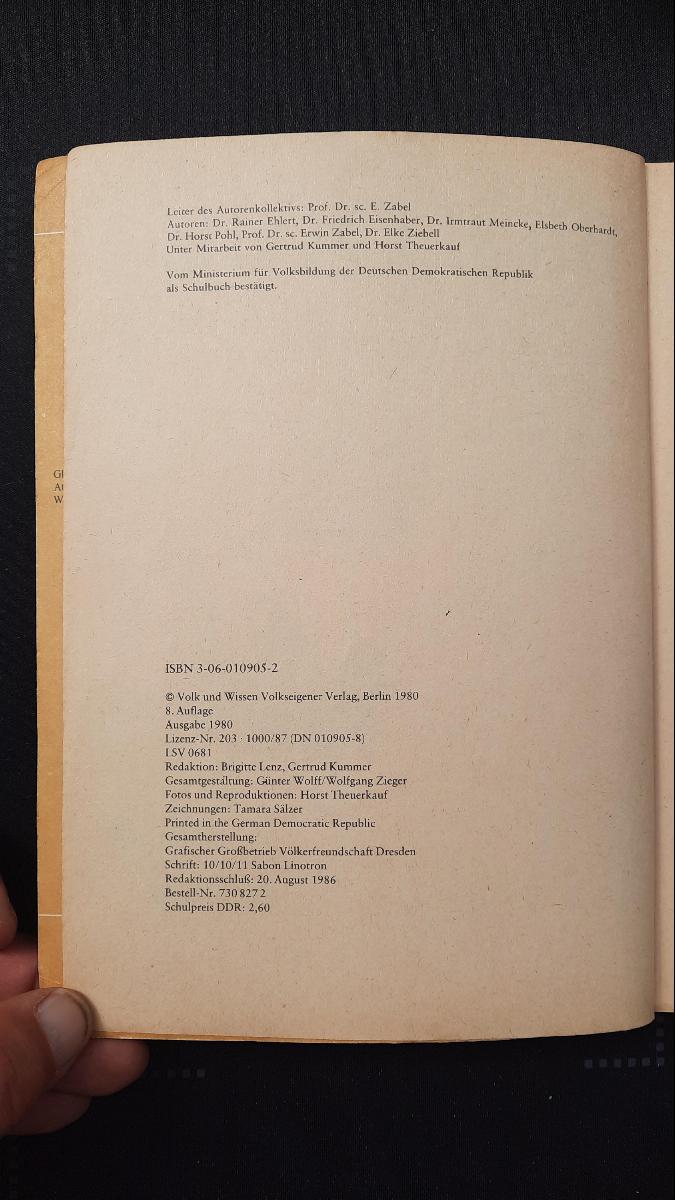 Leiter des Autorenkollektivs: Prof. Dr. sc. E. Zabel
Autoren: Dr. Rainer Ehlert, Dr. Friedrich Eisenhaber, Dr. Irmtraut Meincke, Elsbeth Oberhardt,
Dr. Horst Pohl, Prof. Dr. sc. Erwin Zabel, Dr. Elke Ziebell
Unter Mitarbeit von Gertrud Kummer und Horst Theuerkauf
Vom Ministerium für Volksbildung der Deutschen Demokratischen Republik
als Schulbuch bestätigt.
ISBN 3-06-010905-2
© Volk und Wissen Volkseigener Verlag, Berlin 1980
8. Auflage
Ausgabe 1980
Lizenz-Nr. 203 · 1000/87 (DN 010905-8)
LSV 0681
Redaktion: Brigitte Lenz, Gertrud Kummer
Gesamtgestaltung: Günter Wolff/Wolfgang Zieger
Fotos und Reproduktionen: Horst Theuerkauf
Zeichnungen: Tamara Sälzer
Printed in the German Democratic Republic
Gesamtherstellung:
Grafischer Großbetrieb Völkerfreundschaft Dresden
Schrift: 10/10/11 Sabon Linotron
Redaktionsschluß: 20. August 1986
Bestell-Nr. 730 827 2
Schulpreis DDR: 2,60